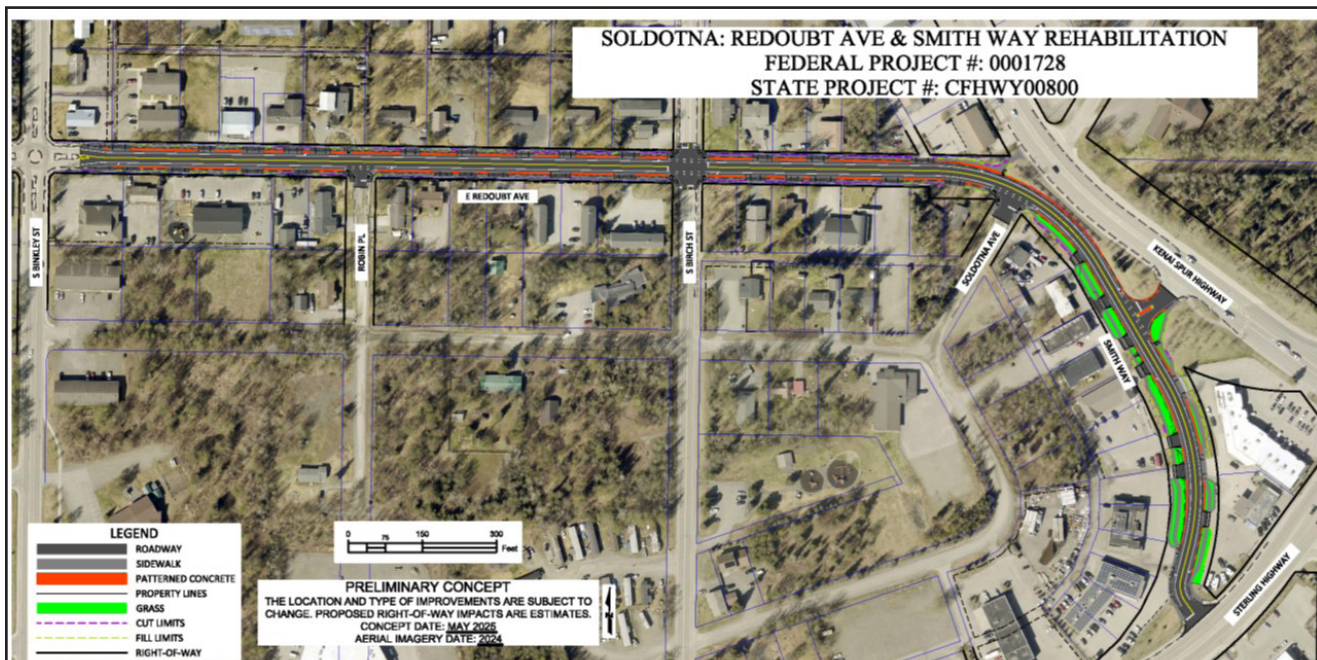 SOLDOTNA: REDOUBT AVE & SMITH WAY REHABILITATION
FEDERAL PROJECT #: 0001728
STATE PROJECT #: CFHWY00800
S BINKLEY ST
ROBIN PL
E REDOUBT AVE
S BIRCH ST
SOLDOTNA AVE
KENAI SPUR HIGHWAY
SMITH WAY
STERLING HIGHWAY
LEGEND
ROADWAY
SIDEWALK
PATTERNED CONCRETE
PROPERTY LINES
GRASS
CUT LIMITS
FILL LIMITS
RIGHT-OF-WAY
0 75 150 300
Feet
PRELIMINARY CONCEPT
THE LOCATION AND TYPE OF IMPROVEMENTS ARE SUBJECT TO
CHANGE. PROPOSED RIGHT-OF-WAY IMPACTS ARE ESTIMATES.
CONCEPT DATE: MAY 2025
AERIAL IMAGERY DATE: 2024